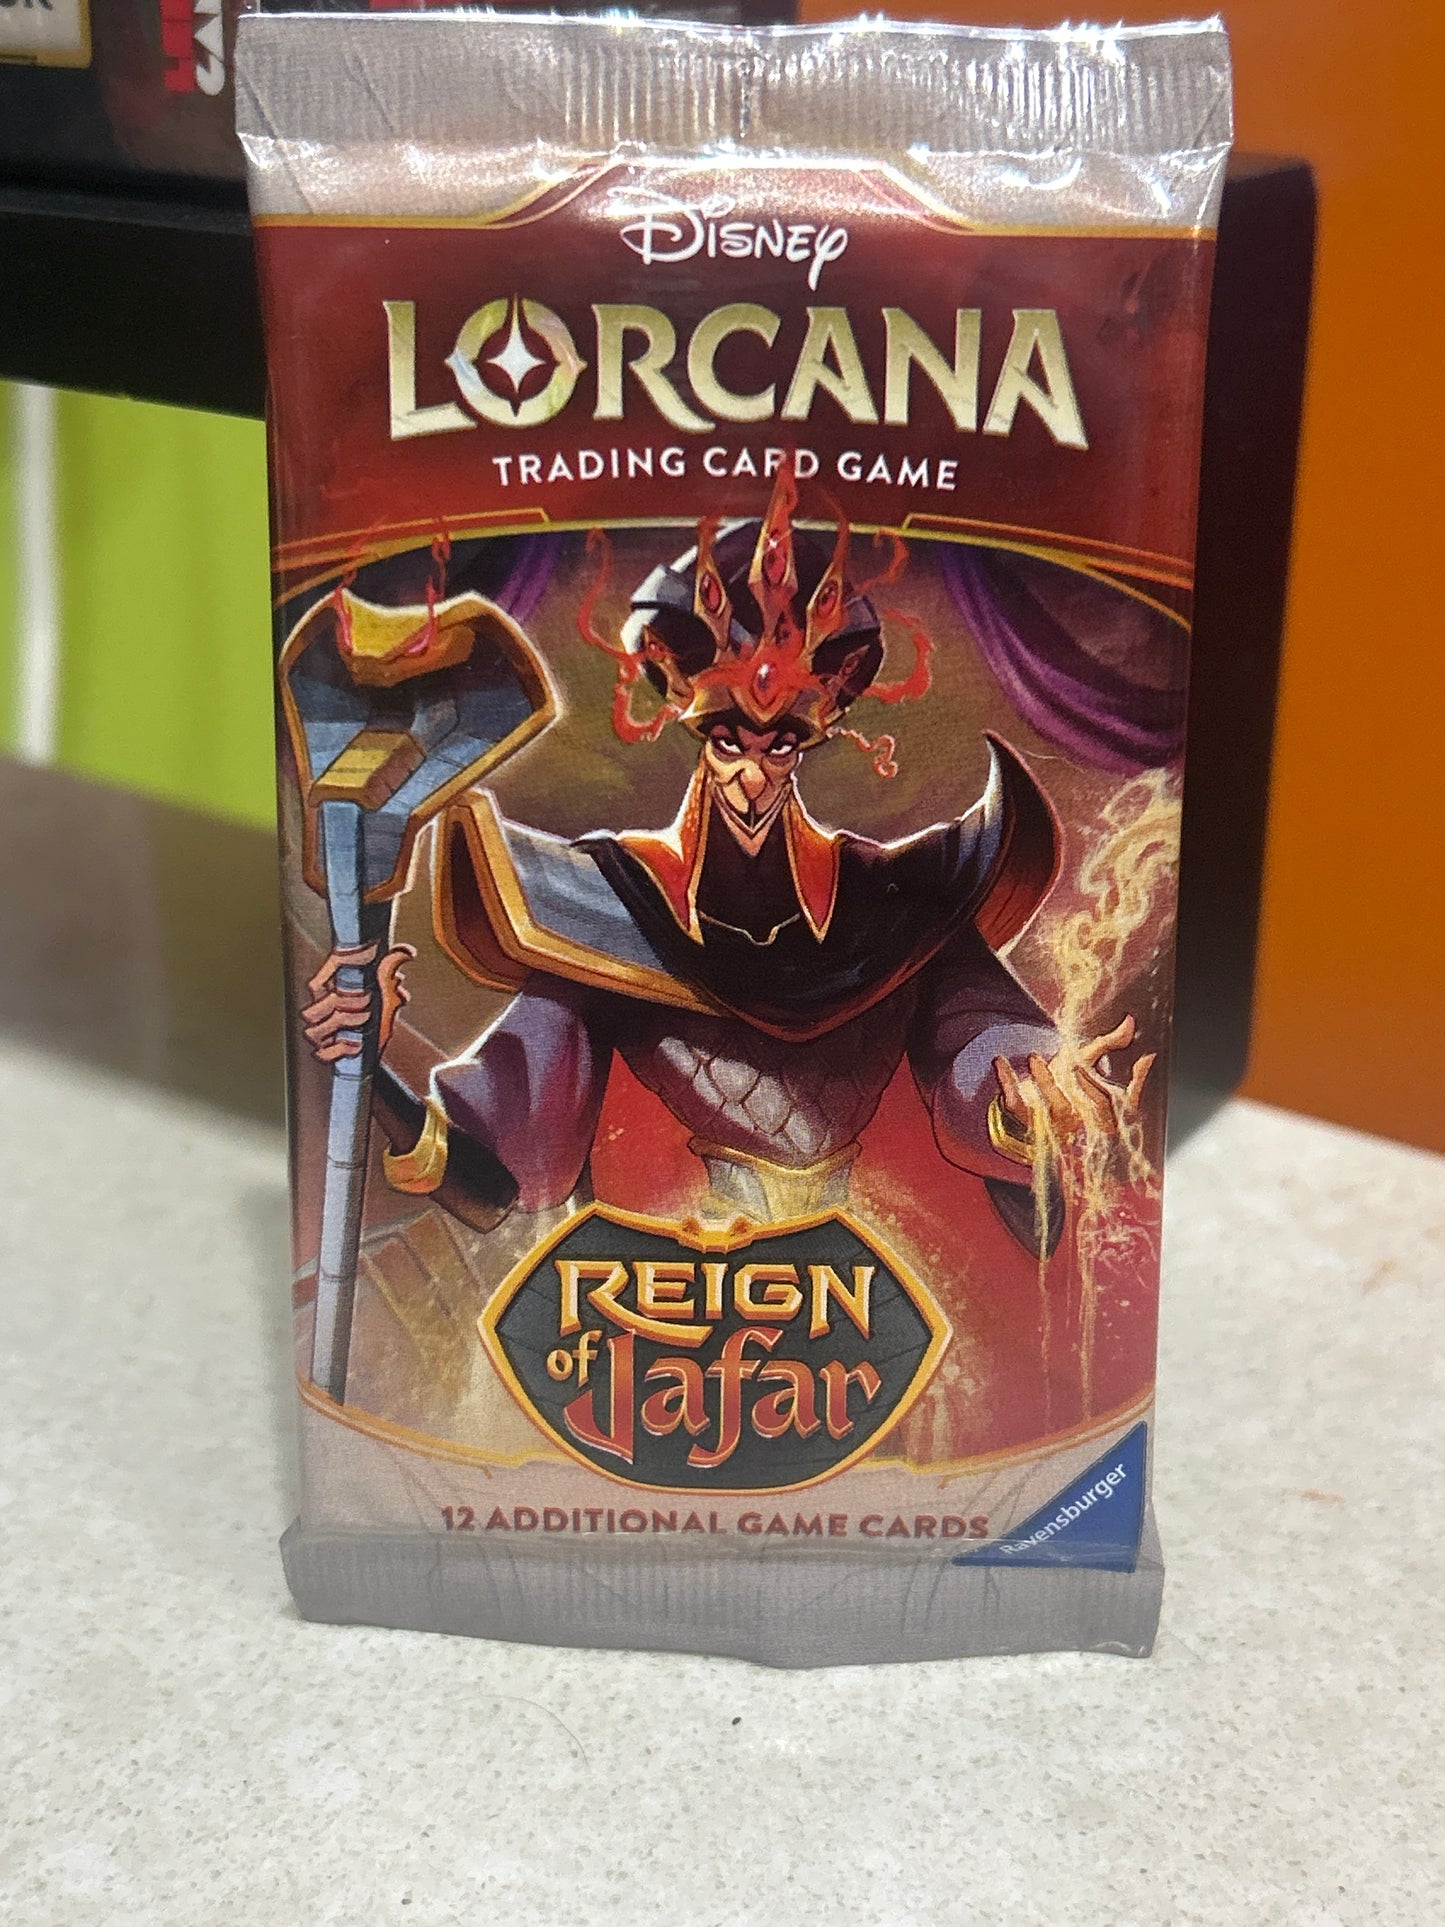 Disney
LORCANA
TRADING CARD GAME
REIGN
of Jafar
12 ADDITIONAL GAME CARDS
Ravensburger